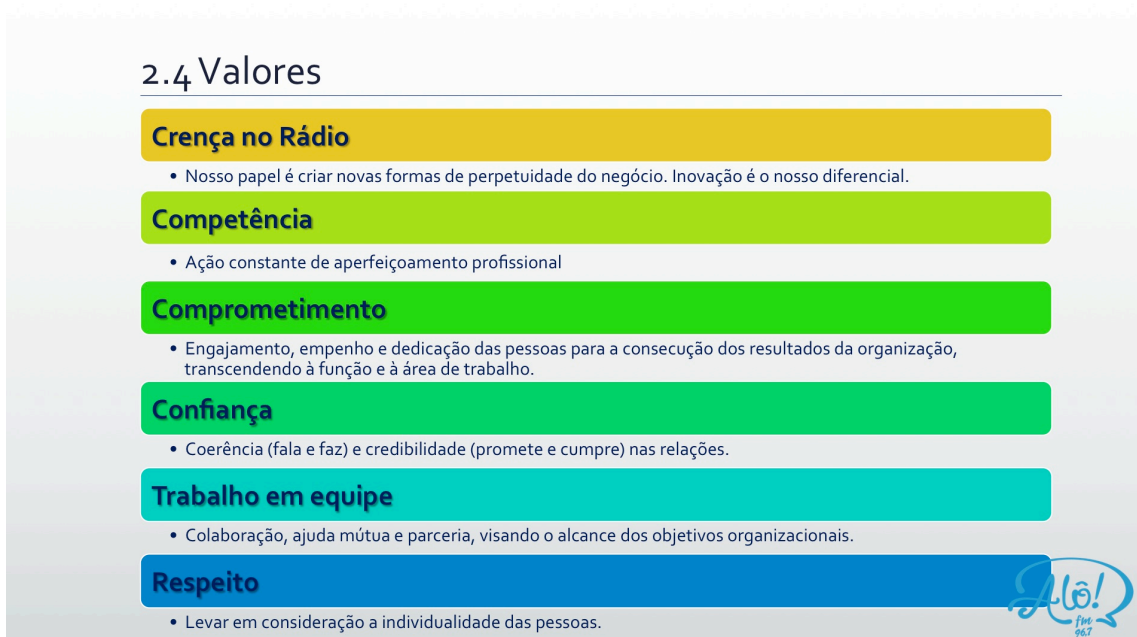 2.4 Valores
Crença no Rádio
• Nosso papel é criar novas formas de perpetuidade do negócio. Inovação é o nosso diferencial.
Competência
• Ação constante de aperfeiçoamento profissional
Comprometimento
• Engajamento, empenho e dedicação das pessoas para a consecução dos resultados da organização,
transcendendo à função e à área de trabalho.
Confiança
• Coerência (fala e faz) e credibilidade (promete e cumpre) nas relações.
Trabalho em equipe
• Colaboração, ajuda mútua e parceria, visando o alcance dos objetivos organizacionais.
Respeito
• Levar em consideração a individualidade das pessoas.
Alô!
fm
96.7